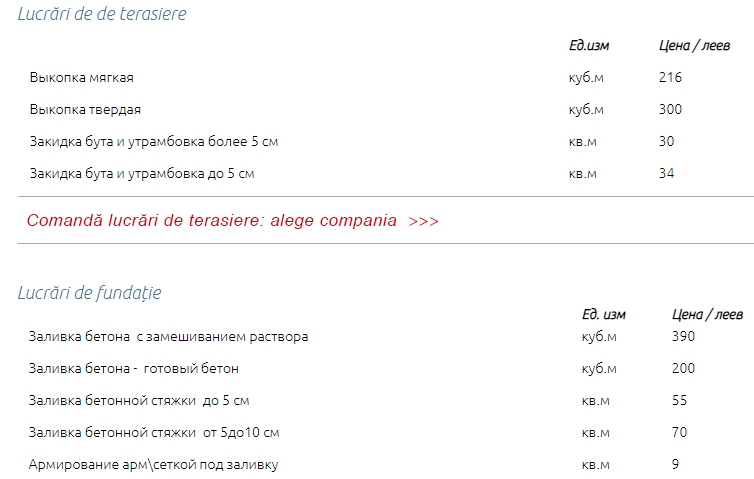 Lucrări de de terasiere
Ед.изм Цена / леев
Выкопка мягкая куб.м 216
Выкопка твердая куб.м 300
Закидка бута и утрамбовка более 5 см кв.м 30
Закидка бута и утрамбовка до 5 см кв.м 34
Comandă lucrări de terasiere: alege compania >>>
Lucrări de fundație
Ед. изм Цена / леев
Заливка бетона с замешиванием раствора куб.м 390
Заливка бетона - готовый бетон куб.м 200
Заливка бетонной стяжки до 5 см кв.м 55
Заливка бетонной стяжки от 5до10 см кв.м 70
Армирование арм\сеткой под заливку кв.м 9